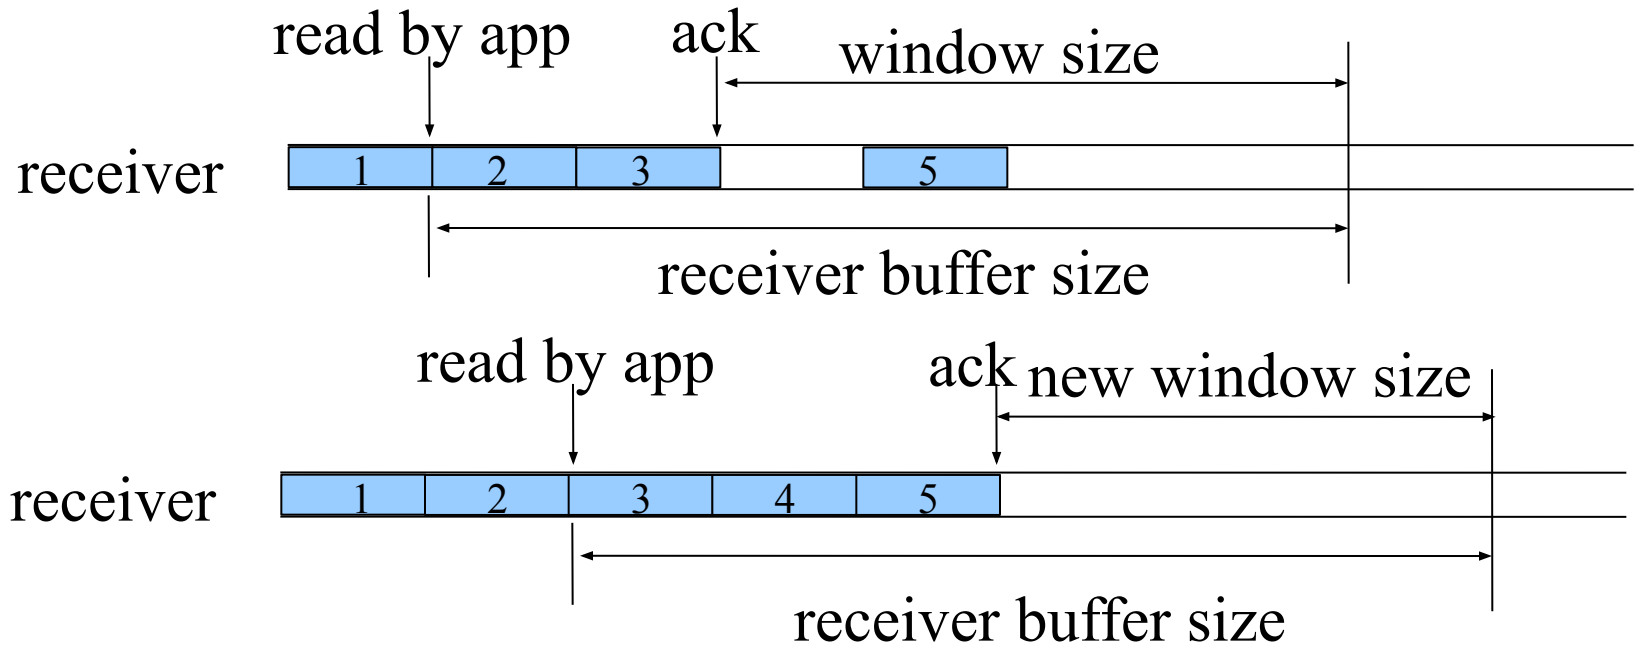 read by app
ack
window size
receiver
1 2 3 5
receiver buffer size
read by app
ack
new window size
receiver
1 2 3 4 5
receiver buffer size